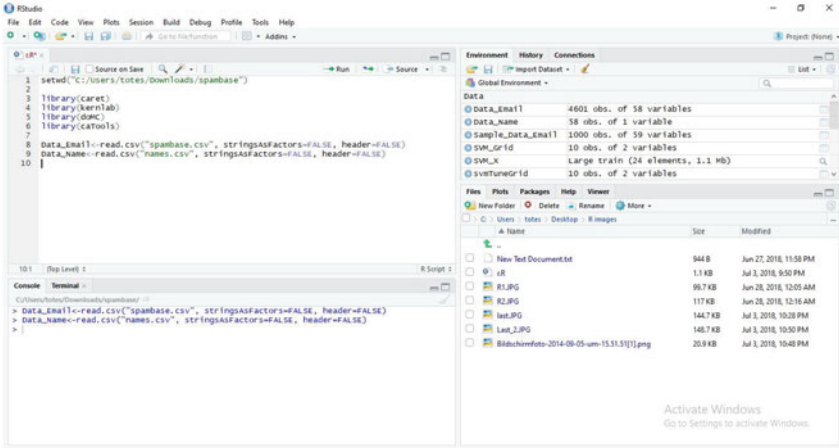 RStudio
File Edit Code View Plots Session Build Debug Profile Tools Help
Go to file/function Addins
Project: (None)
r.R*
Source on Save Run Source
1 setwd("C:/Users/totes/Downloads/spambase")
2
3 library(caret)
4 library(kernlab)
5 library(doMC)
6 library(caTools)
7
8 Data_Email<-read.csv("spambase.csv", stringsAsFactors=FALSE, header=FALSE)
9 Data_Name<-read.csv("names.csv", stringsAsFactors=FALSE, header=FALSE)
10
10:1 (Top Level) R Script
Console Terminal
C:/Users/totes/Downloads/spambase/
> Data_Email<-read.csv("spambase.csv", stringsAsFactors=FALSE, header=FALSE)
> Data_Name<-read.csv("names.csv", stringsAsFactors=FALSE, header=FALSE)
>
Environment History Connections
Import Dataset List
Global Environment
Data
Data_Email 4601 obs. of 58 variables
Data_Name 58 obs. of 1 variable
Sample_Data_Email 1000 obs. of 59 variables
SVM_Grid 10 obs. of 2 variables
SVM_X Large train (24 elements, 1.1 Mb)
svmTuneGrid 10 obs. of 2 variables
Files Plots Packages Help Viewer
New Folder Delete Rename More
C: Users totes Desktop R images
Name Size Modified
..
New Text Document.txt 944 B Jun 27, 2018, 11:58 PM
r.R 1.1 KB Jul 3, 2018, 9:50 PM
R1.JPG 99.7 KB Jun 28, 2018, 12:05 AM
R2.JPG 117 KB Jun 28, 2018, 12:16 AM
last.JPG 144.7 KB Jul 3, 2018, 10:28 PM
Last_2.JPG 148.7 KB Jul 3, 2018, 10:50 PM
Bildschirmfoto-2014-09-05-um-15.51.51[1].png 20.9 KB Jul 3, 2018, 10:48 PM
Activate Windows
Go to Settings to activate Windows.